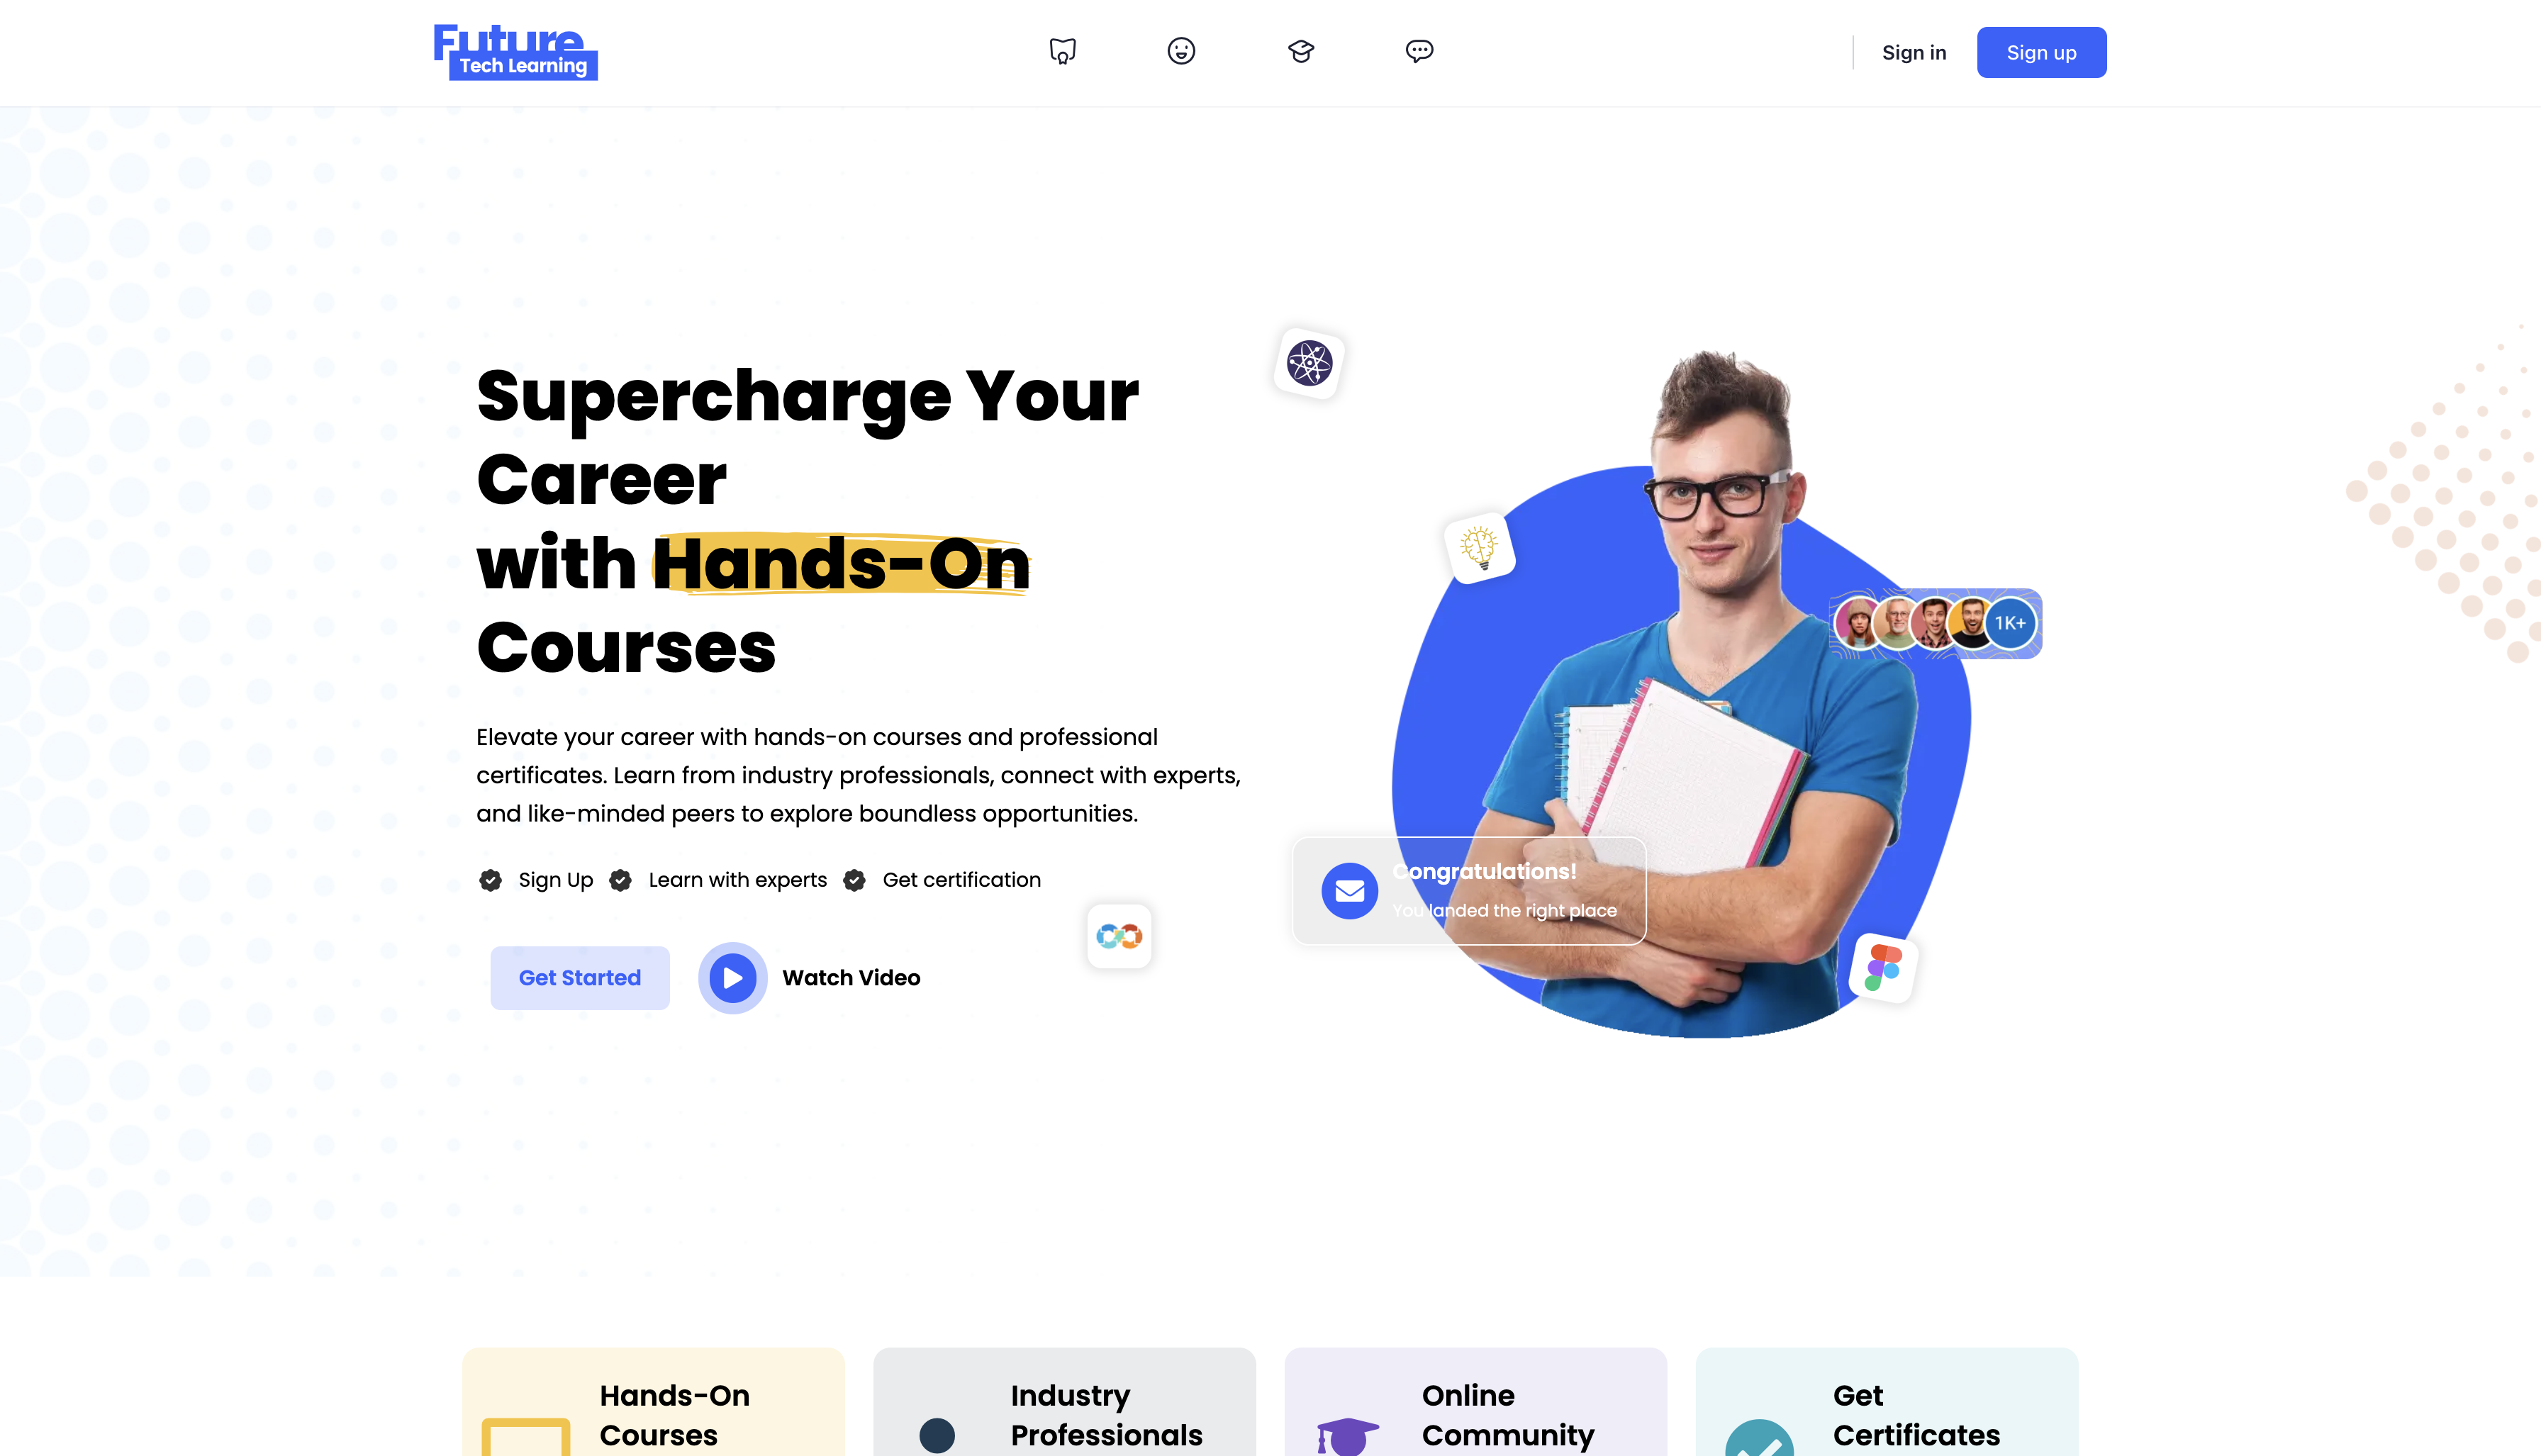 Future
Tech Learning
Sign in
Sign up
Supercharge Your
Career
with Hands-On
Courses
Elevate your career with hands-on courses and professional
certificates. Learn from industry professionals, connect with experts,
and like-minded peers to explore boundless opportunities.
Sign Up
Learn with experts
Get certification
Get Started
Watch Video
1K+
Congratulations!
You landed the right place
Hands-On
Courses
Industry
Professionals
Online
Community
Get
Certificates